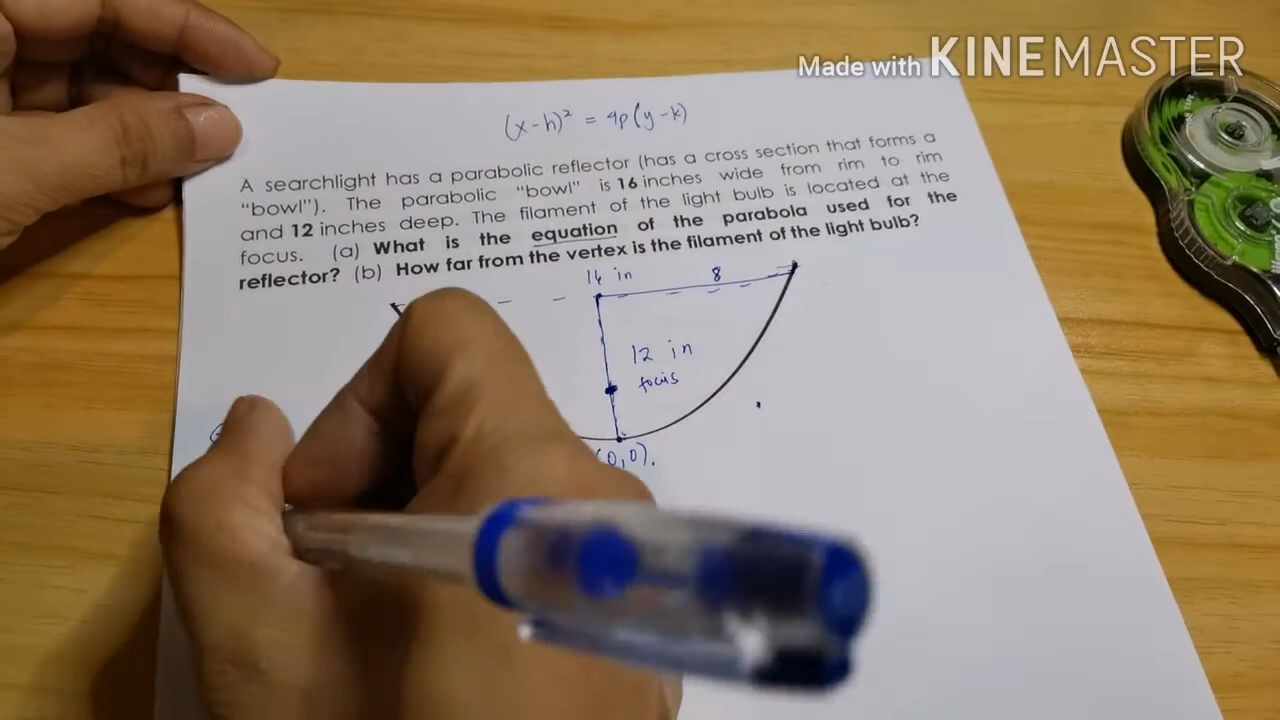 Made with KINEMASTER
(x-h)² = 4p(y-k)
A searchlight has a parabolic reflector (has a cross section that forms a
"bowl"). The parabolic "bowl" is 16 inches wide from rim to rim
and 12 inches deep. The filament of the light bulb is located at the
focus. (a) What is the equation of the parabola used for the
reflector? (b) How far from the vertex is the filament of the light bulb?
16 in 8
12 in
focus
(0,0).